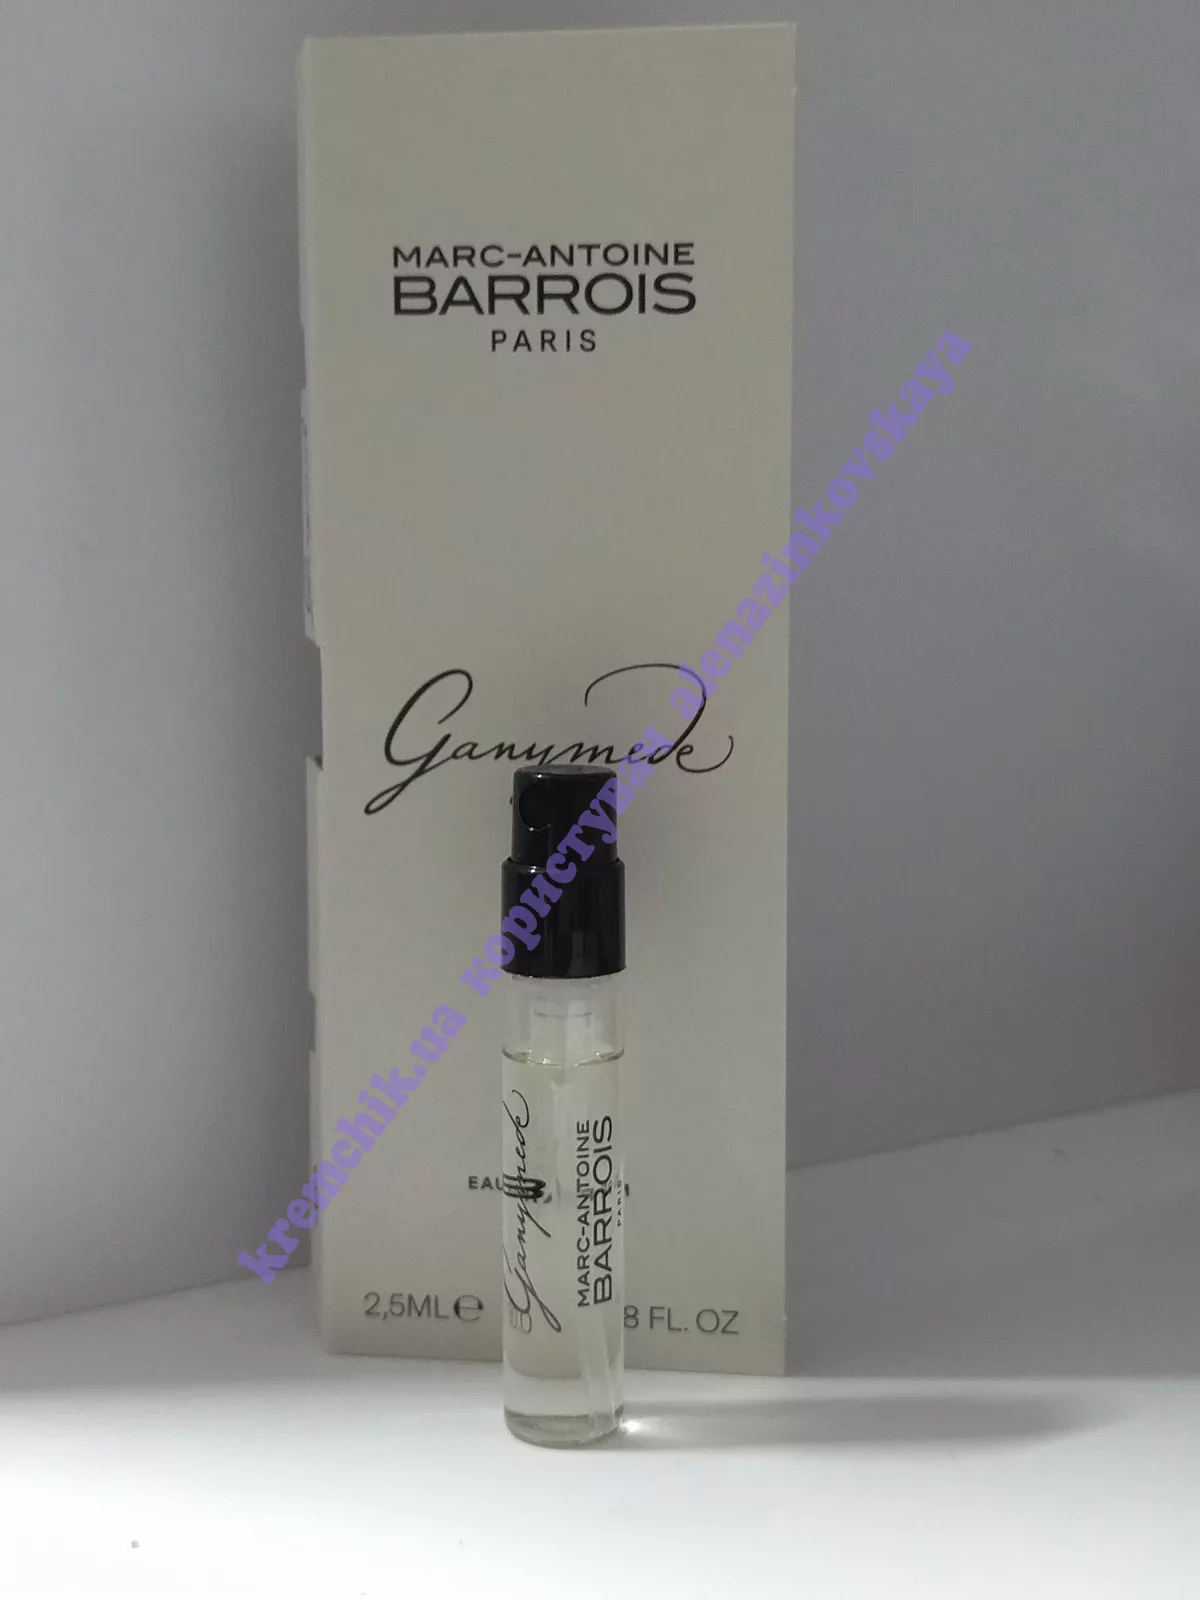 MARC-ANTOINE
BARROIS
PARIS
Ganymede
EAU
2,5ML ℮
8 FL. OZ
Ganymede
MARC-ANTOINE
BARROIS
PARIS
kremchik.ua користувач alenazinkovskaya